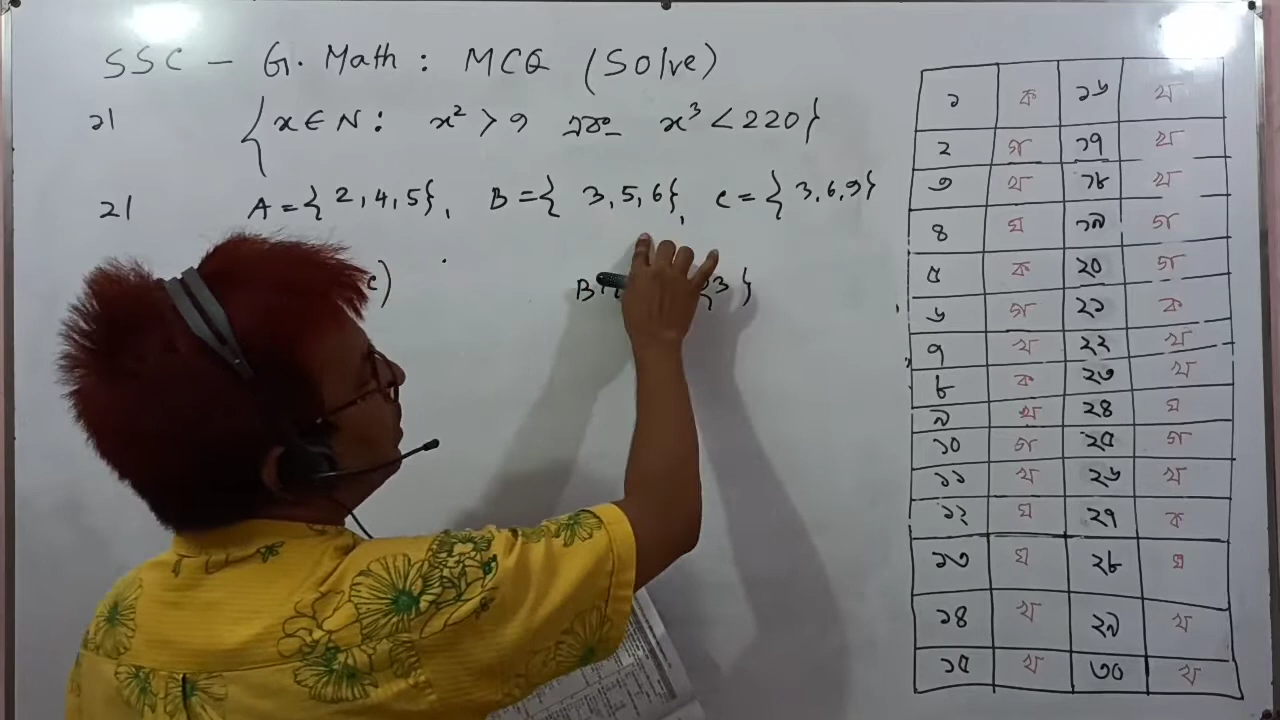 SSC - G. Math : MCQ (Solve)
১। {x ∈ N : x² > 9 এবং x³ < 220}
২। A = {2, 4, 5}, B = {3, 5, 6}, C = {3, 6, 9}
c)
B
3 }
১ ক ১৬ খ
২ গ ১৭ খ
৩ খ ১৮ খ
৪ ঘ ১৯ গ
৫ ক ২০ গ
৬ গ ২১ ক
৭ খ ২২ খ
৮ ক ২৩ খ
৯ খ ২৪ ঘ
১০ গ ২৫ গ
১১ খ ২৬ খ
১২ ঘ ২৭ ক
১৩ ঘ ২৮ ঘ
১৪ খ ২৯ খ
১৫ খ ৩০ খ